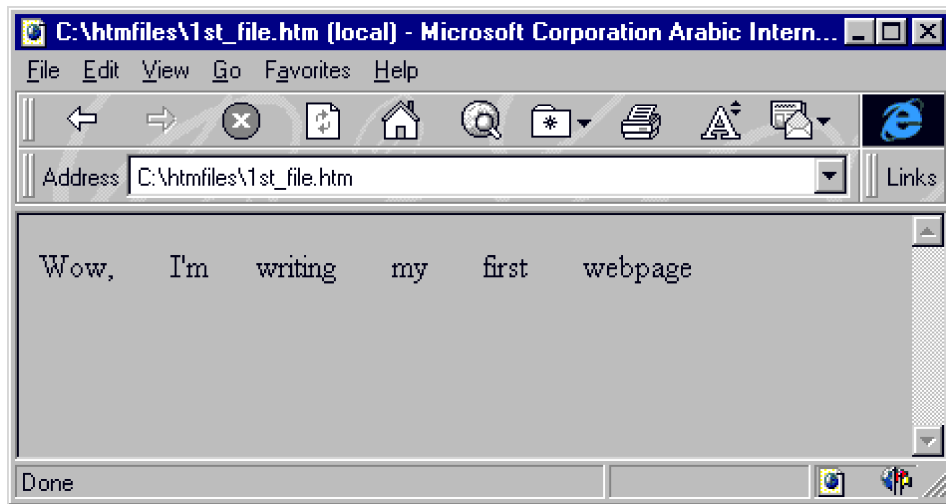 C:\htmfiles\1st_file.htm (local) - Microsoft Corporation Arabic Intern...
File Edit View Go Favorites Help
Address C:\htmfiles\1st_file.htm Links
Wow, I'm writing my first webpage
Done